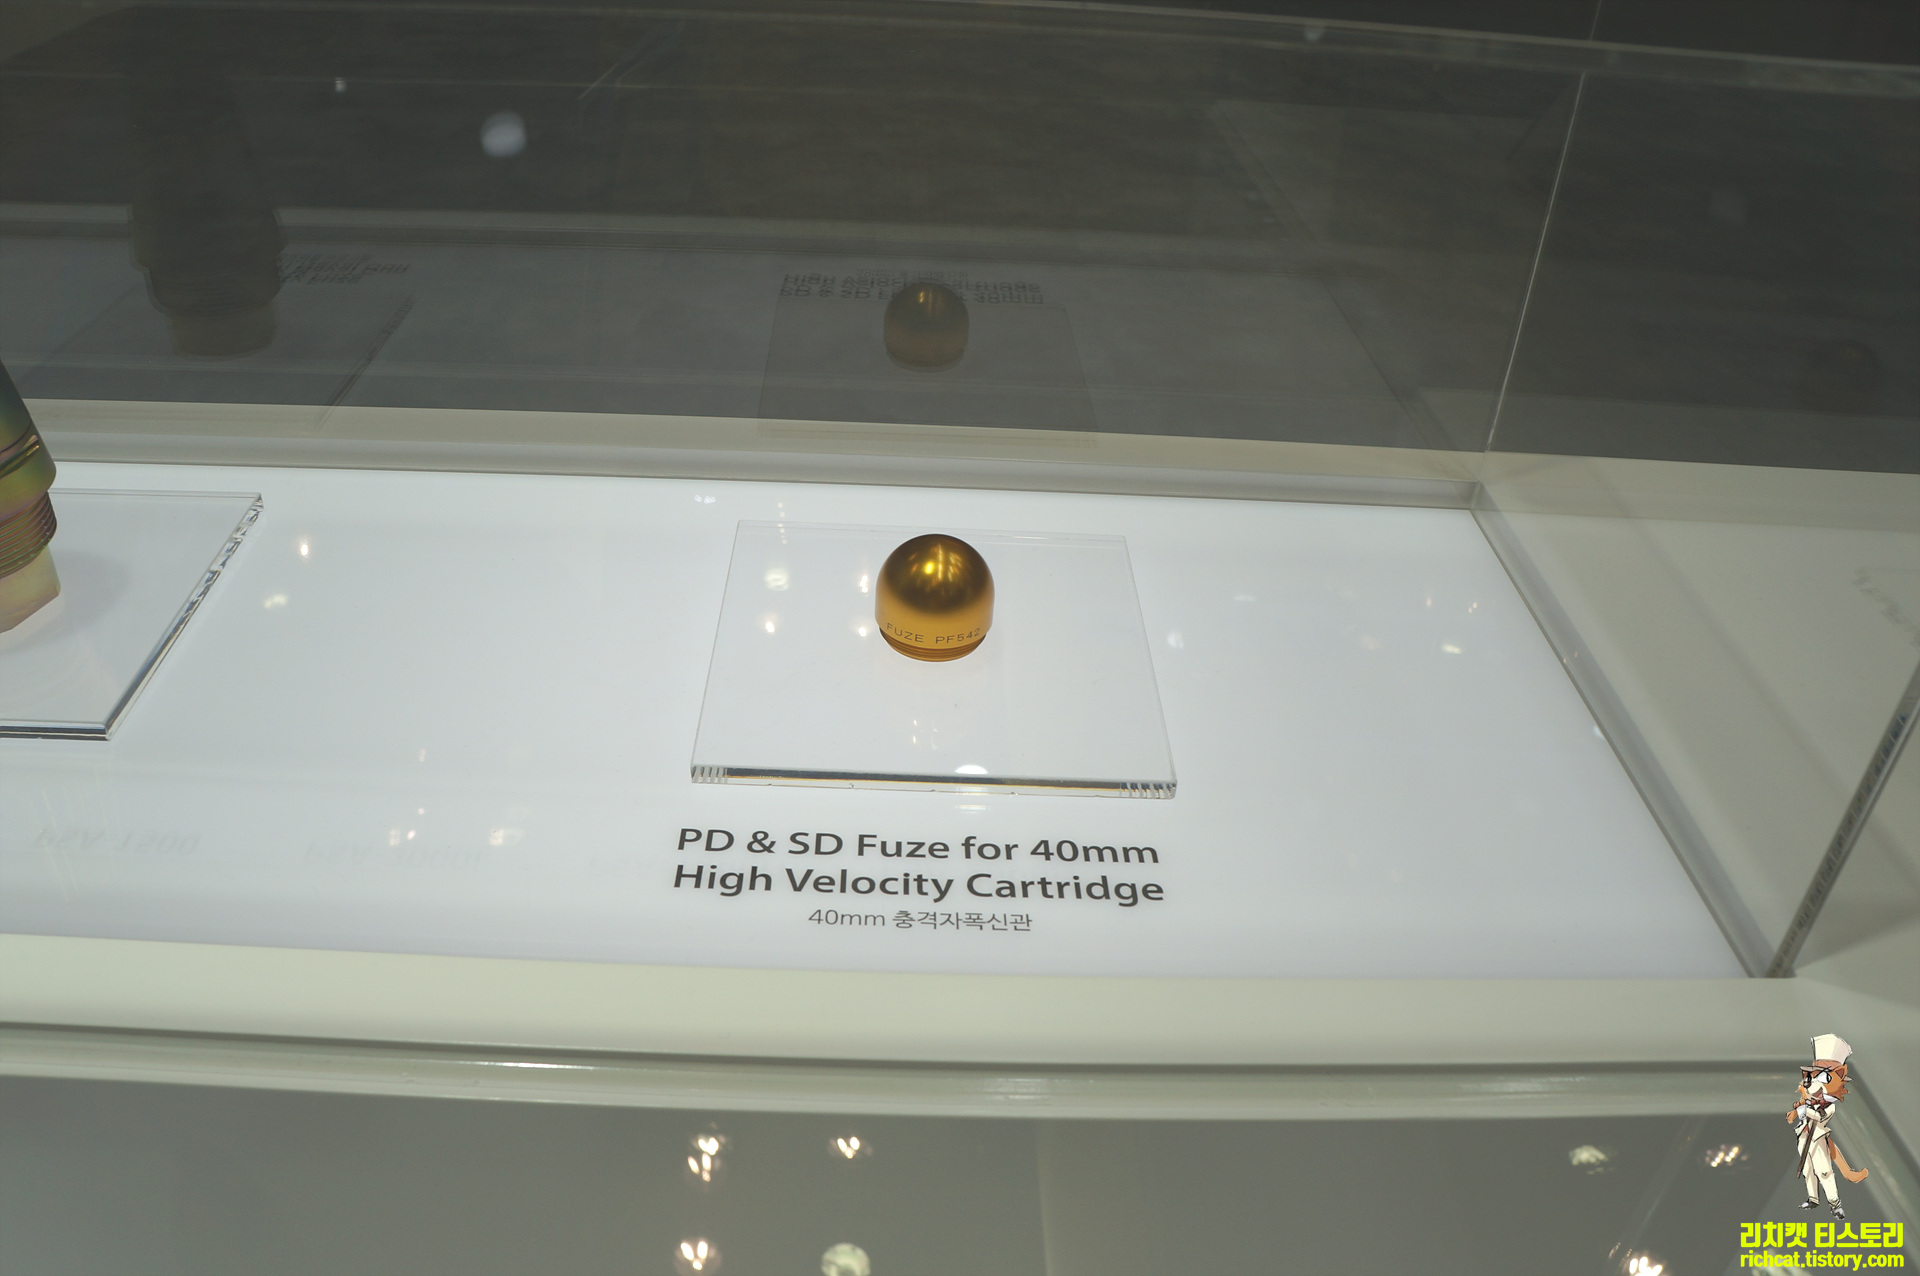 FUZE PF542
PD & SD Fuze for 40mm
High Velocity Cartridge
40mm 충격자폭신관
리치캣 티스토리
richcat.tistory.com